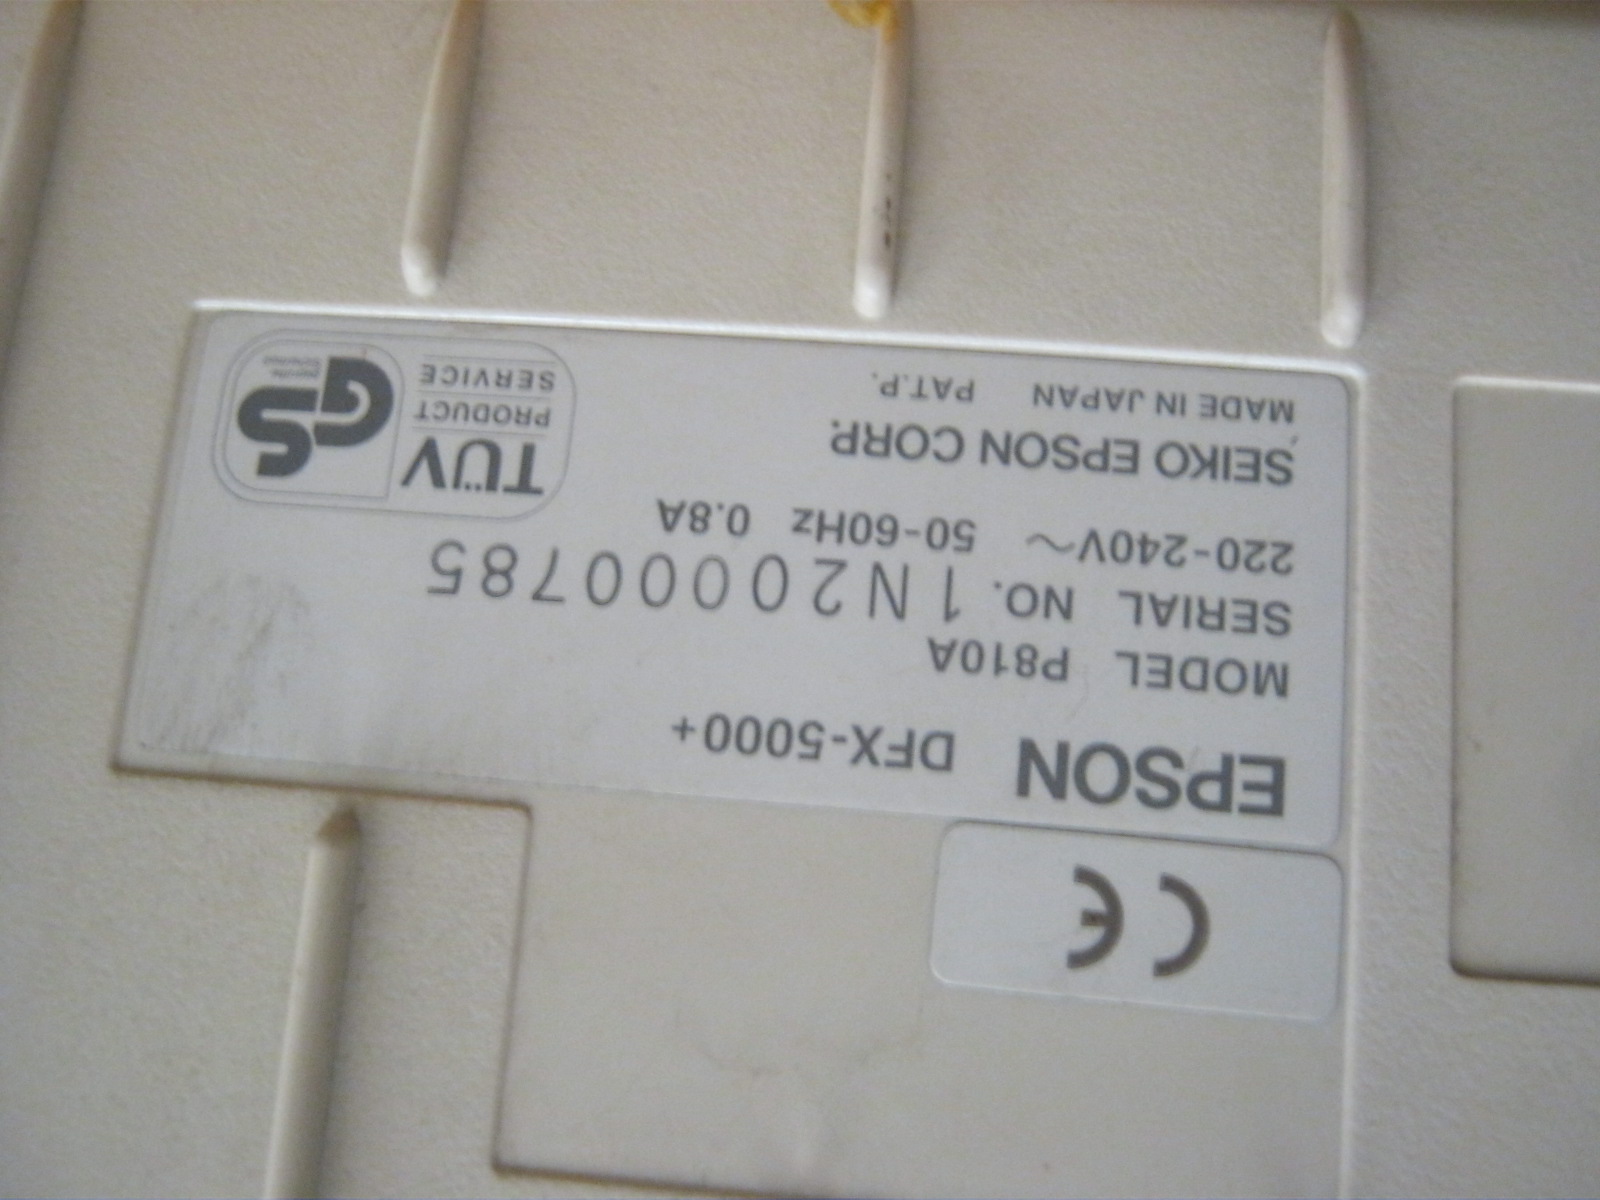 CE
EPSON DFX-5000+
MODEL P810A
SERIAL NO. 1N20000785
220-240V~ 50-60Hz 0.8A
SEIKO EPSON CORP.
MADE IN JAPAN PAT.P.
TÜV
PRODUCT
SERVICE
GS